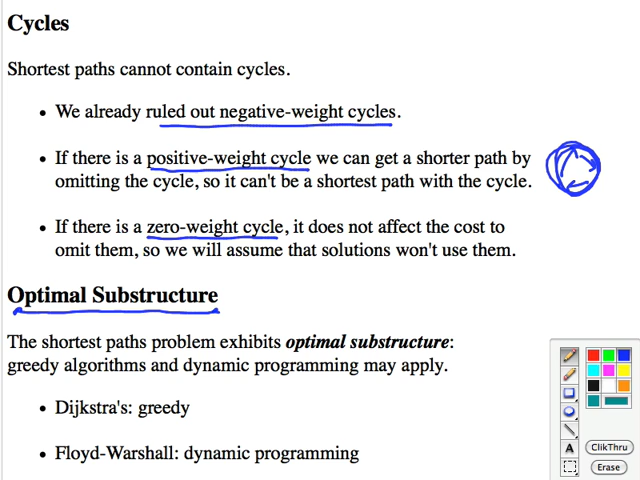 Cycles
Shortest paths cannot contain cycles.
• We already ruled out negative-weight cycles.
• If there is a positive-weight cycle we can get a shorter path by
omitting the cycle, so it can't be a shortest path with the cycle.
• If there is a zero-weight cycle, it does not affect the cost to
omit them, so we will assume that solutions won't use them.
Optimal Substructure
The shortest paths problem exhibits optimal substructure:
greedy algorithms and dynamic programming may apply.
• Dijkstra's: greedy
• Floyd-Warshall: dynamic programming
A
ClikThru
Erase